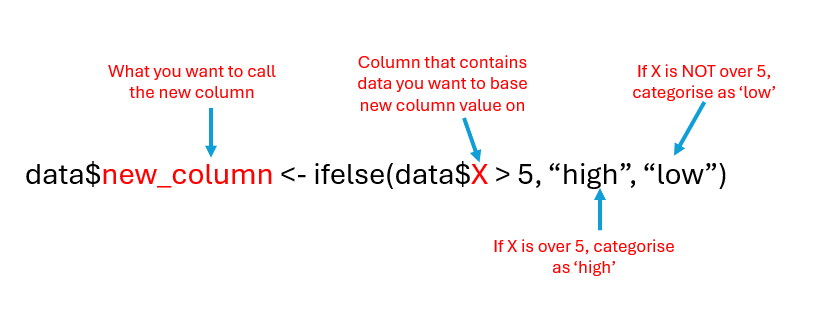 What you want to call
the new column
Column that contains
data you want to base
new column value on
If X is NOT over 5,
categorise as ‘low’
data$new_column <- ifelse(data$X > 5, “high”, “low”)
If X is over 5, categorise
as ‘high’